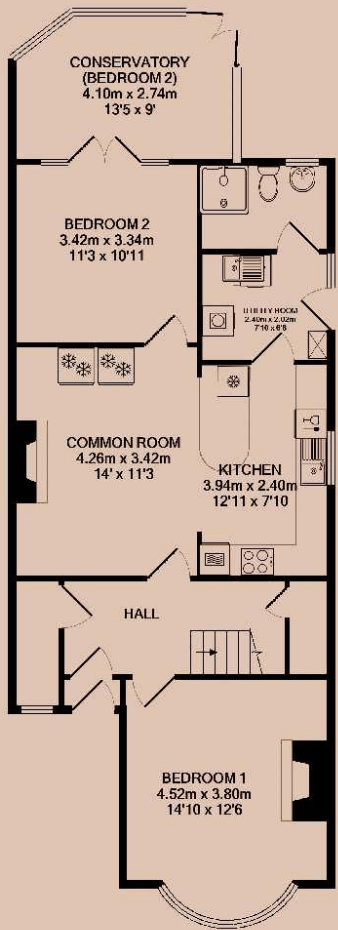 CONSERVATORY
(BEDROOM 2)
4.10m x 2.74m
13'5 x 9'
BEDROOM 2
3.42m x 3.34m
11'3 x 10'11
UTILITY ROOM
2.40m x 2.02m
7'10 x 6'8
COMMON ROOM
4.26m x 3.42m
14' x 11'3
KITCHEN
3.94m x 2.40m
12'11 x 7'10
HALL
BEDROOM 1
4.52m x 3.80m
14'10 x 12'6